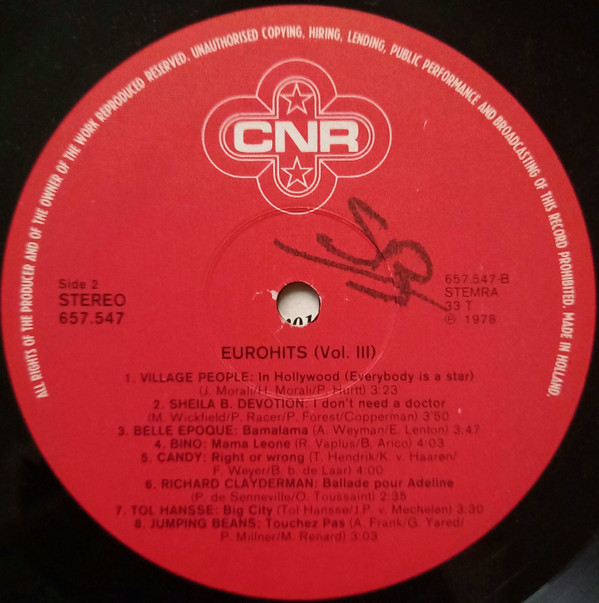 ALL RIGHTS OF THE PRODUCER AND OF THE OWNER OF THE WORK REPRODUCED RESERVED. UNAUTHORISED COPYING, HIRING, LENDING, PUBLIC PERFORMANCE AND BROADCASTING OF THIS RECORD PROHIBITED. MADE IN HOLLAND.
CNR
Side 2
STEREO
657.547
657.547-B
STEMRA
33 T
℗ 1978
EUROHITS (Vol. III)
1. VILLAGE PEOPLE: In Hollywood (Everybody is a star)
(J. Morali/H. Morali/P. Hurtt) 3:23
2. SHEILA B. DEVOTION: I don't need a doctor
(M. Wickfield/P. Racer/P. Forest/Copperman) 3'50
3. BELLE EPOQUE: Bamalama (A. Weyman/E. Lenton) 3:47
4. BINO: Mama Leone (R. Vaplus/B. Arico) 4:03
5. CANDY: Right or wrong (T. Hendrik/K. v. Haaren/
F. Weyer/B. b. de Laar) 4:00
6. RICHARD CLAYDERMAN: Ballade pour Adeline
(P. de Senneville/O. Toussaint) 2:35
7. TOL HANSSE: Big City (Tol Hansse/J.P. v. Mechelen) 3:30
8. JUMPING BEANS: Touchez Pas (A. Frank/G. Yared/
P. Millner/M. Renard) 3:03